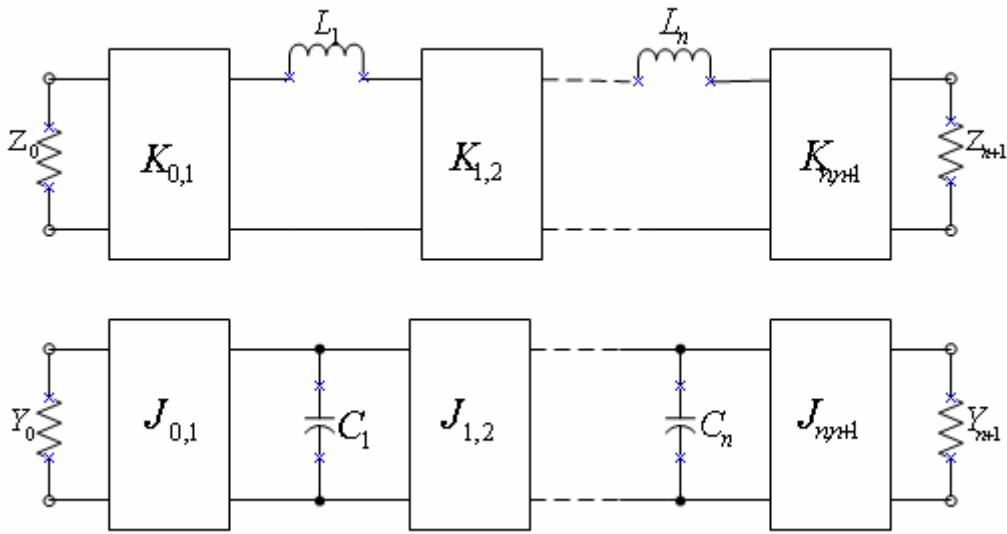 L₁ Lₙ
Z₀ K₀,₁ K₁,₂ Kₙ,ₙ₊₁ Zₙ₊₁
Y₀ J₀,₁ C₁ J₁,₂ Cₙ Jₙ,ₙ₊₁ Yₙ₊₁